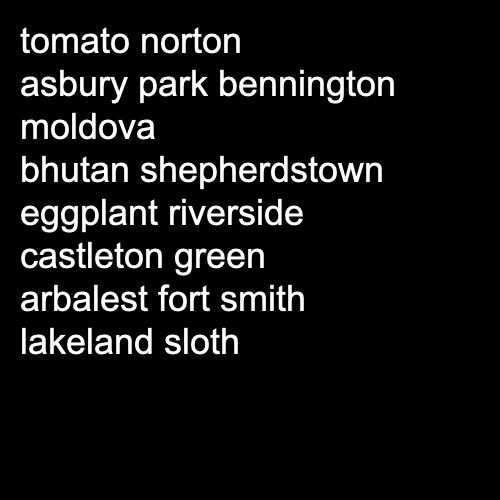 tomato norton
asbury park bennington
moldova
bhutan shepherdstown
eggplant riverside
castleton green
arbalest fort smith
lakeland sloth